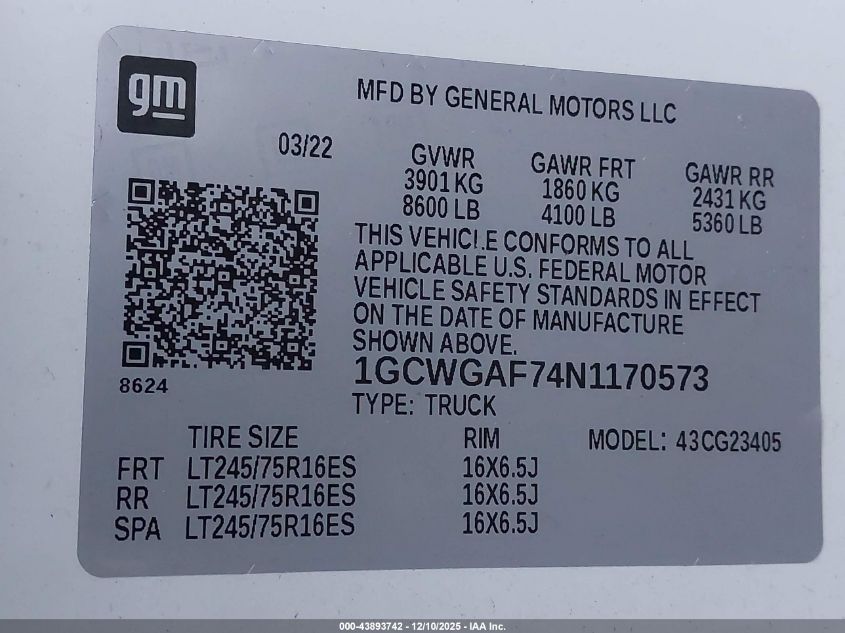 gm
MFD BY GENERAL MOTORS LLC
03/22
GVWR GAWR FRT GAWR RR
3901 KG 1860 KG 2431 KG
8600 LB 4100 LB 5360 LB
THIS VEHICLE CONFORMS TO ALL
APPLICABLE U.S. FEDERAL MOTOR
VEHICLE SAFETY STANDARDS IN EFFECT
ON THE DATE OF MANUFACTURE
SHOWN ABOVE.
8624
1GCWGAF74N1170573
TYPE: TRUCK
TIRE SIZE RIM MODEL: 43CG23405
FRT LT245/75R16ES 16X6.5J
RR LT245/75R16ES 16X6.5J
SPA LT245/75R16ES 16X6.5J
000-43893742 - 12/10/2025 - IAA Inc.